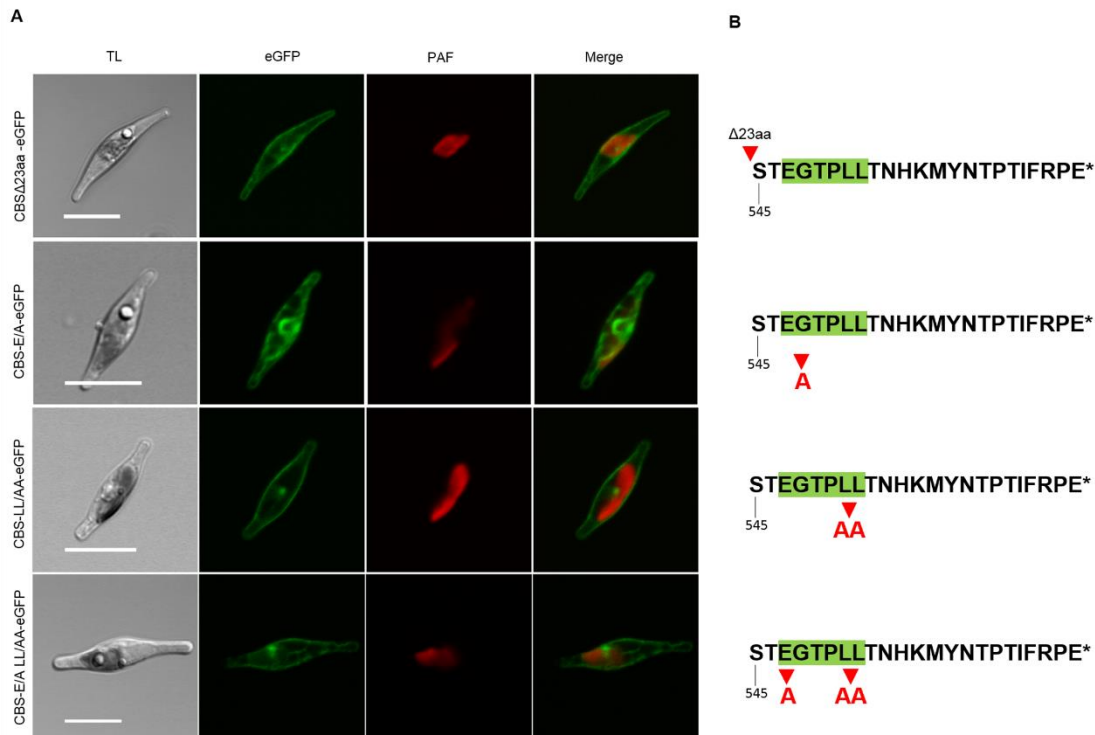 A
TL eGFP PAF Merge
CBSΔ23aa -eGFP
CBS-E/A-eGFP
CBS-LL/AA-eGFP
CBS-E/A LL/AA-eGFP
B
Δ23aa
STEGTPLLTNHKMYNTPTIFRPE*
545
STEGTPLLTNHKMYNTPTIFRPE*
545
A
STEGTPLLTNHKMYNTPTIFRPE*
545
AA
STEGTPLLTNHKMYNTPTIFRPE*
545
A AA